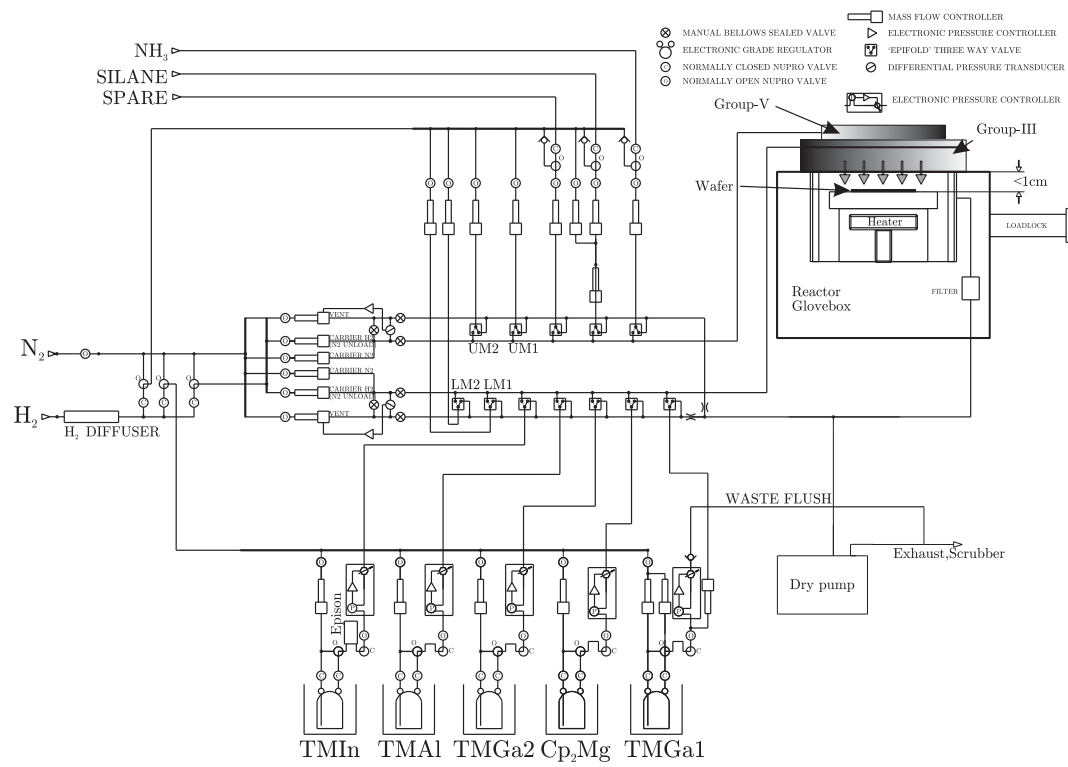 MASS FLOW CONTROLLER
MANUAL BELLOWS SEALED VALVE
ELECTRONIC PRESSURE CONTROLLER
ELECTRONIC GRADE REGULATOR
'EPIFOLD' THREE WAY VALVE
C NORMALLY CLOSED NUPRO VALVE
DIFFERENTIAL PRESSURE TRANSDUCER
O NORMALLY OPEN NUPRO VALVE
ELECTRONIC PRESSURE CONTROLLER
NH₃
SILANE
SPARE
Group-V
Group-III
Wafer
<1cm
Heater
LOADLOCK
FILTER
Reactor
Glovebox
VENT
CARRIER H2
[N2 UNLOAD]
CARRIER N2
CARRIER N2
CARRIER H2
[N2 UNLOAD]
VENT
UM2 UM1
LM2 LM1
N₂
H₂
H₂ DIFFUSER
WASTE FLUSH
Exhaust,Scrubber
Dry pump
Epison
P
P
P
P
P
TMIn
TMAl
TMGa2
Cp₂Mg
TMGa1